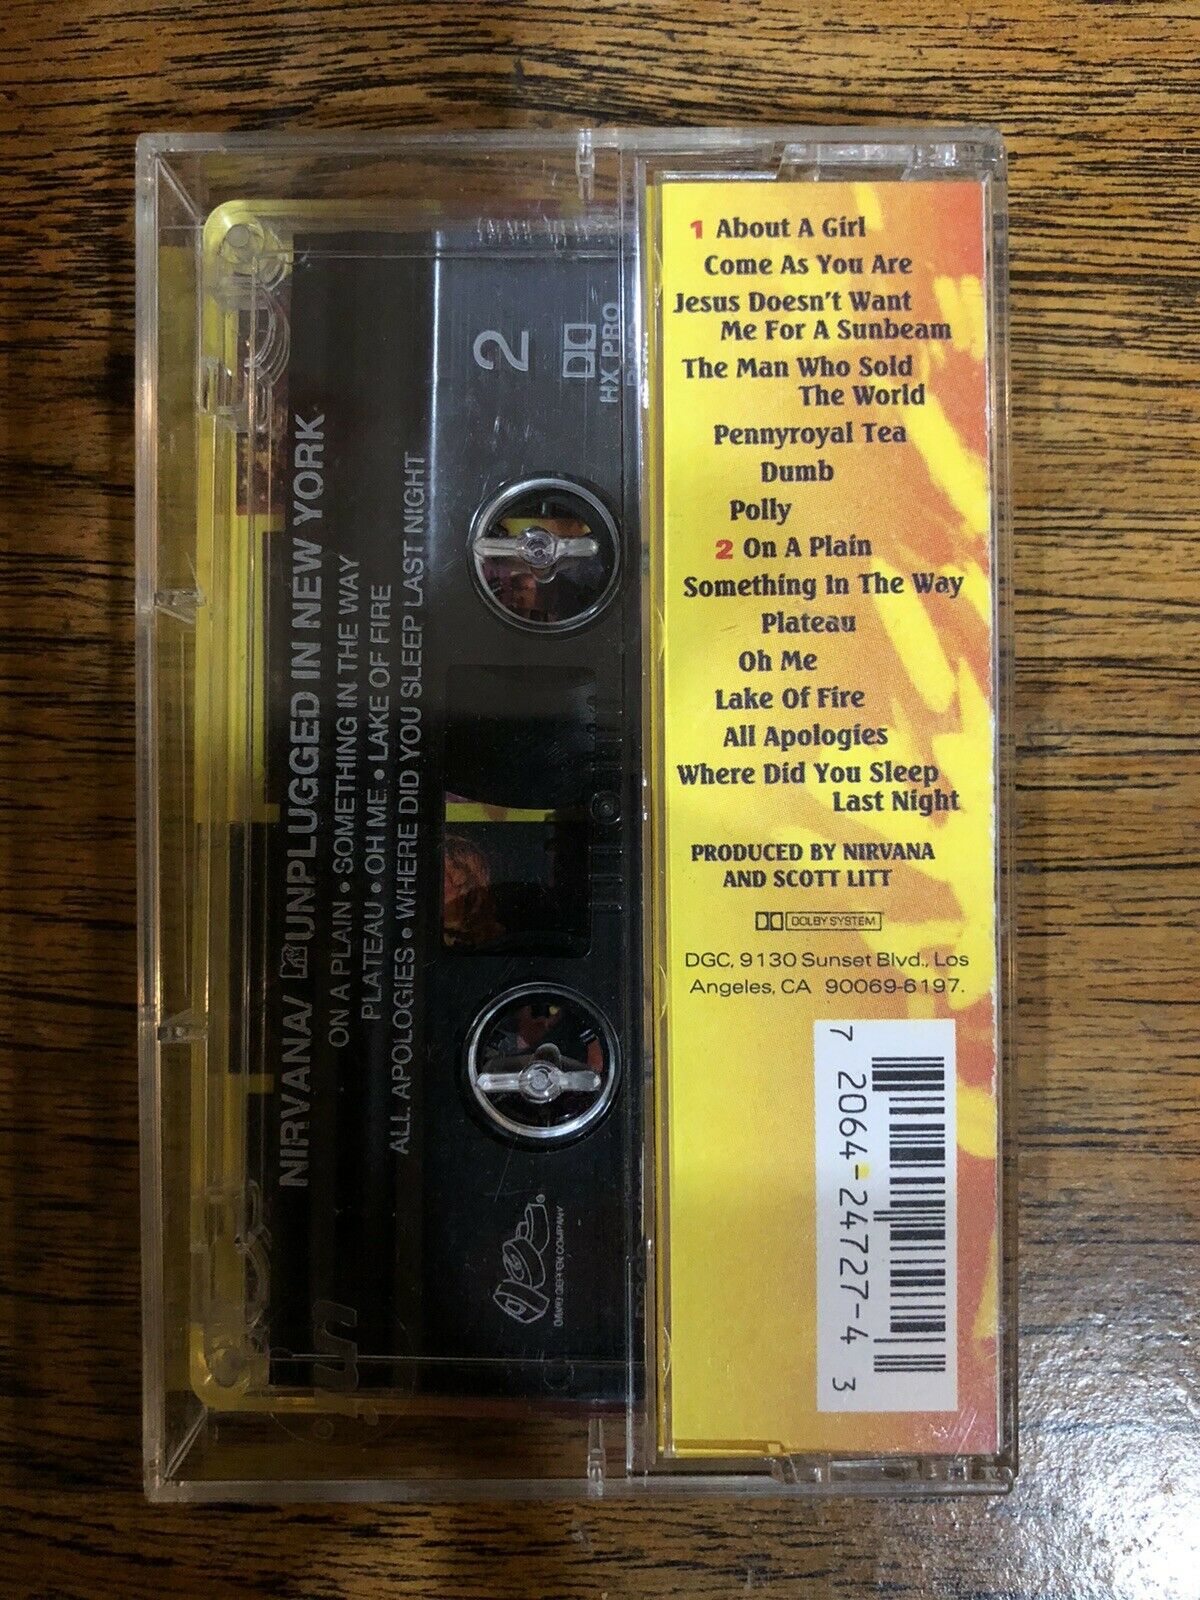 NIRVANA/ MTV UNPLUGGED IN NEW YORK
ON A PLAIN • SOMETHING IN THE WAY
PLATEAU • OH ME • LAKE OF FIRE
ALL APOLOGIES • WHERE DID YOU SLEEP LAST NIGHT
2
HX PRO
DAVID GEFFEN COMPANY
1 About A Girl
Come As You Are
Jesus Doesn't Want
Me For A Sunbeam
The Man Who Sold
The World
Pennyroyal Tea
Dumb
Polly
2 On A Plain
Something In The Way
Plateau
Oh Me
Lake Of Fire
All Apologies
Where Did You Sleep
Last Night
PRODUCED BY NIRVANA
AND SCOTT LITT
DOLBY SYSTEM
DGC, 9130 Sunset Blvd., Los
Angeles, CA 90069-6197.
7 2064-24727-4 3